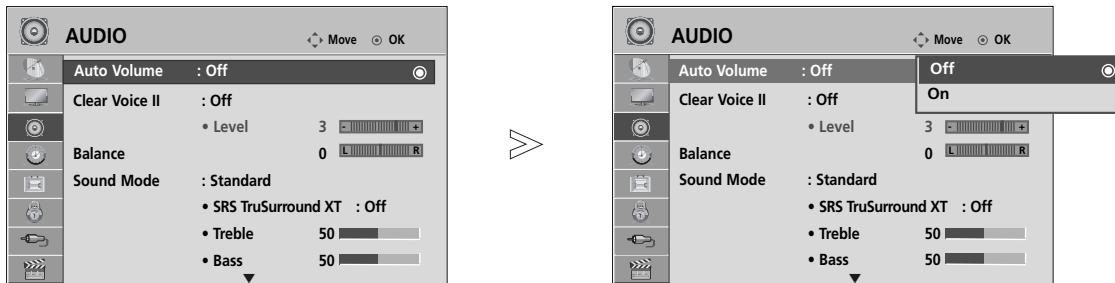 AUDIO
Move OK
Auto Volume : Off
Clear Voice II : Off
• Level 3 - +
Balance 0 L R
Sound Mode : Standard
• SRS TruSurround XT : Off
• Treble 50
• Bass 50
AUDIO
Move OK
Auto Volume : Off
Off
On
Clear Voice II : Off
• Level 3 - +
Balance 0 L R
Sound Mode : Standard
• SRS TruSurround XT : Off
• Treble 50
• Bass 50